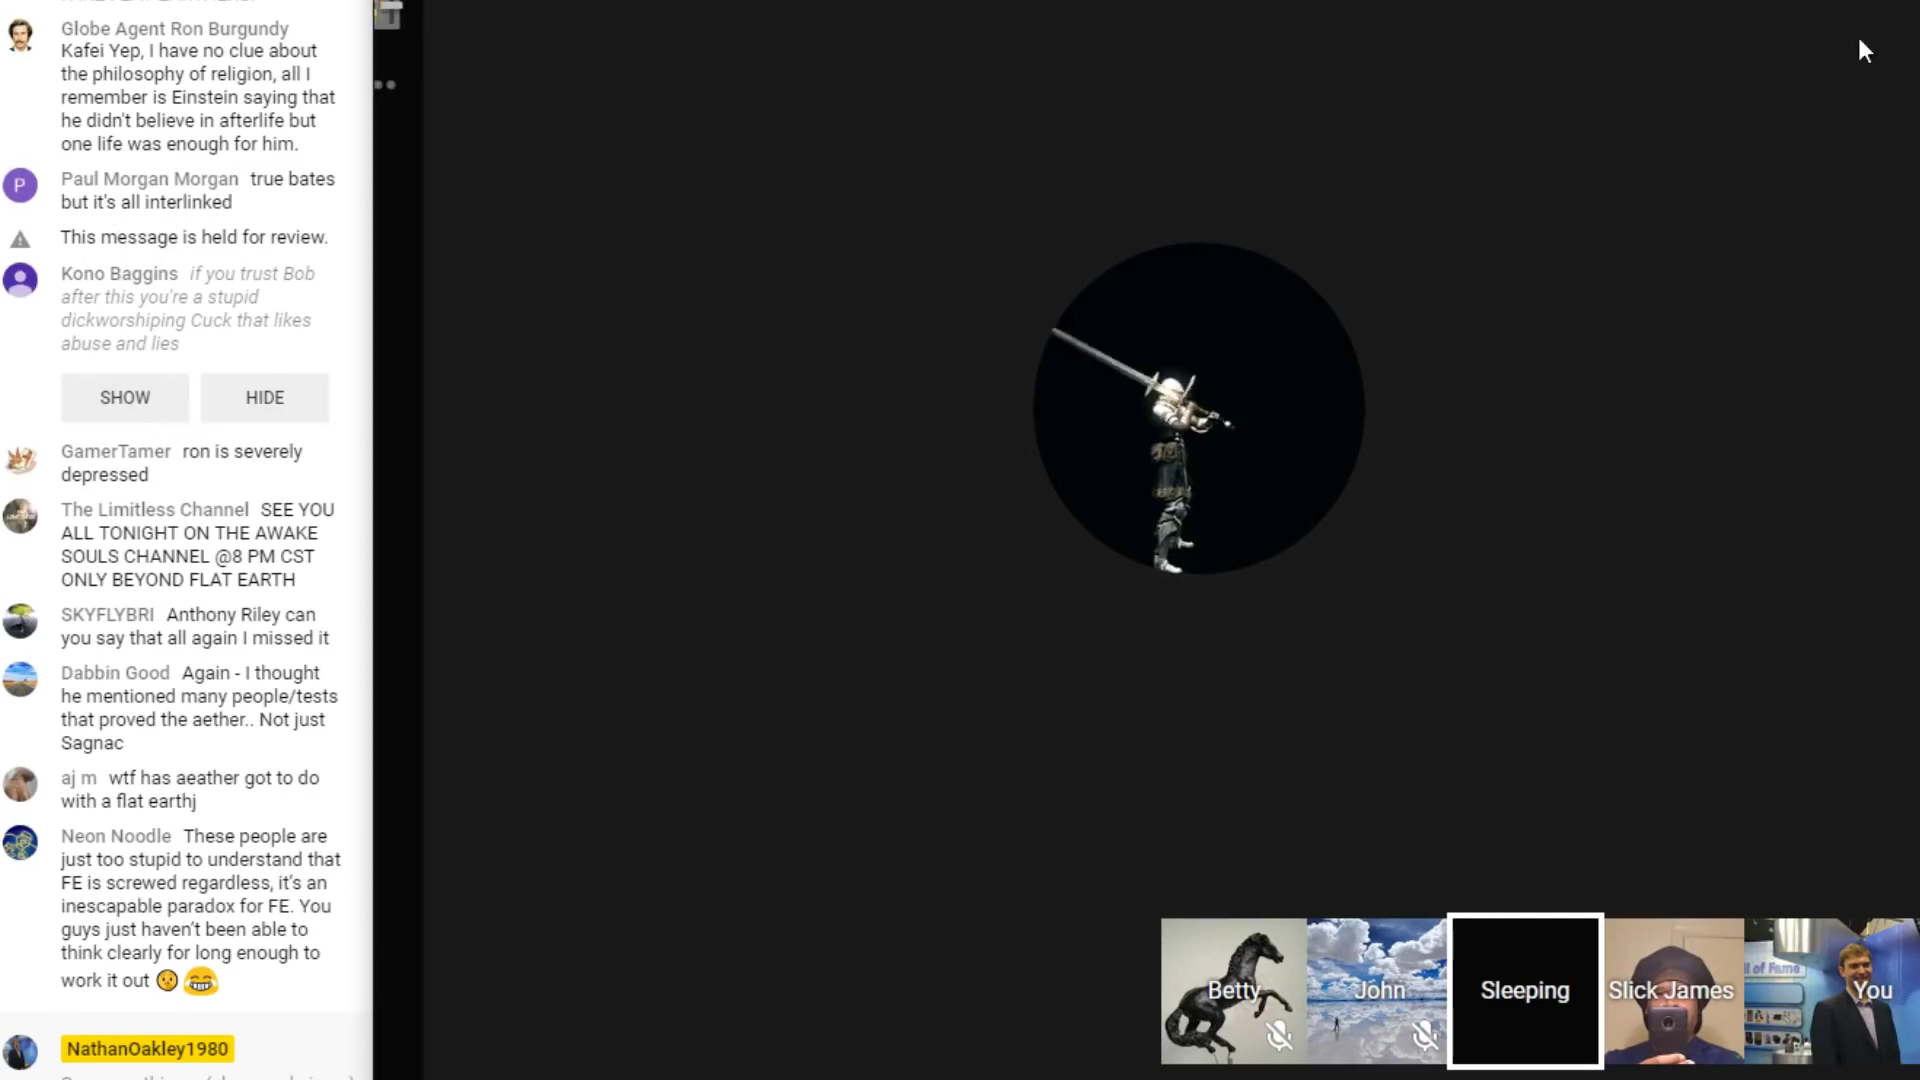 Globe Agent Ron Burgundy
Kafei Yep, I have no clue about
the philosophy of religion, all I
remember is Einstein saying that
he didn't believe in afterlife but
one life was enough for him.
P
Paul Morgan Morgan true bates
but it's all interlinked
This message is held for review.
Kono Baggins if you trust Bob
after this you're a stupid
dickworshiping Cuck that likes
abuse and lies
SHOW HIDE
GamerTamer ron is severely
depressed
The Limitless Channel SEE YOU
ALL TONIGHT ON THE AWAKE
SOULS CHANNEL @8 PM CST
ONLY BEYOND FLAT EARTH
SKYFLYBRI Anthony Riley can
you say that all again I missed it
Dabbin Good Again - I thought
he mentioned many people/tests
that proved the aether.. Not just
Sagnac
aj m wtf has aeather got to do
with a flat earthj
Neon Noodle These people are
just too stupid to understand that
FE is screwed regardless, it's an
inescapable paradox for FE. You
guys just haven't been able to
think clearly for long enough to
work it out 🤨 😂
NathanOakley1980
Betty
John
Sleeping
Slick James
of Fame
You